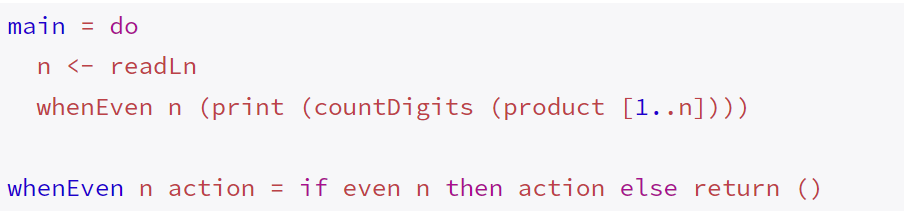 main = do
  n <- readLn
  whenEven n (print (countDigits (product [1..n])))

whenEven n action = if even n then action else return ()